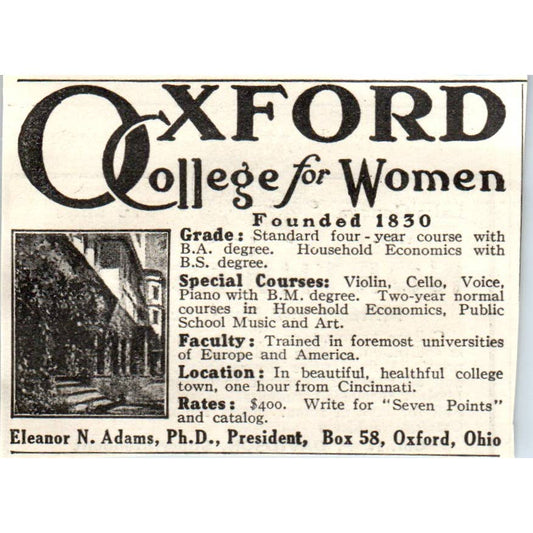 OXFORD
College for Women
Founded 1830
Grade: Standard four-year course with
B.A. degree. Household Economics with
B.S. degree.
Special Courses: Violin, Cello, Voice,
Piano with B.M. degree. Two-year normal
courses in Household Economics, Public
School Music and Art.
Faculty: Trained in foremost universities
of Europe and America.
Location: In beautiful, healthful college
town, one hour from Cincinnati.
Rates: $400. Write for "Seven Points"
and catalog.
Eleanor N. Adams, Ph.D., President, Box 58, Oxford, Ohio